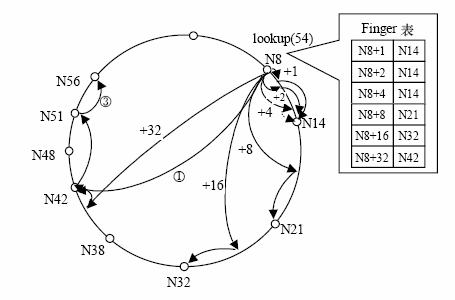 lookup(54)
Finger 表
N8+1 N14
N8+2 N14
N8+4 N14
N8+8 N21
N8+16 N32
N8+32 N42
N8
+1
+2
+4
N14
N56
N51
③
+32
+8
N48
①
+16
N42
N21
N38
N32